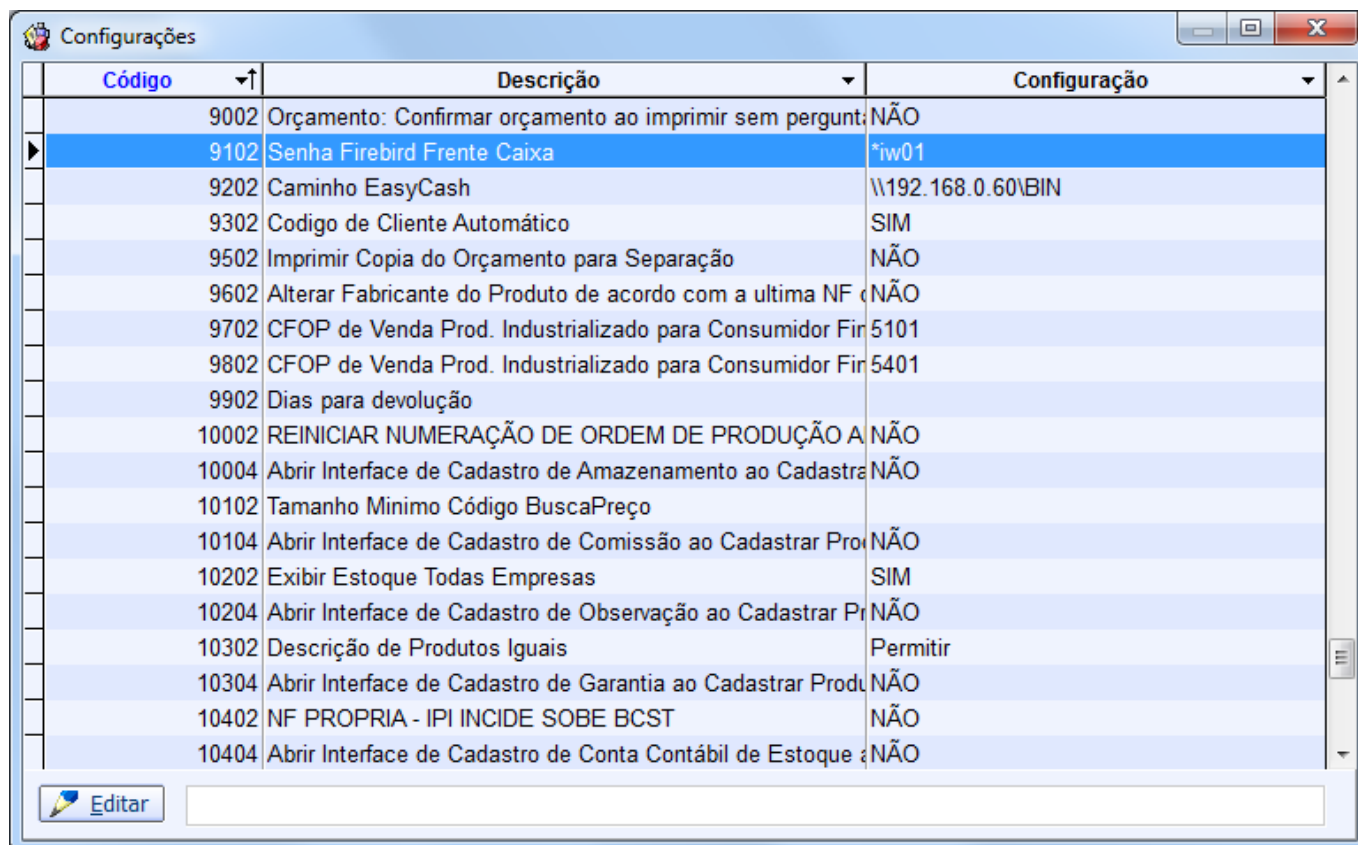 Configurações
Código Descrição Configuração
9002 Orçamento: Confirmar orçamento ao imprimir sem NÃO
9102 Senha Firebird Frente Caixa *iw01
9202 Caminho EasyCash \\192.168.0.60\BIN
9302 Codigo de Cliente Automático SIM
9502 Imprimir Copia do Orçamento para Separação NÃO
9602 Alterar Fabricante do Produto de acordo com a ultima NF NÃO
9702 CFOP de Venda Prod. Industrializado para Consumidor 5101
9802 CFOP de Venda Prod. Industrializado para Consumidor 5401
9902 Dias para devolução
10002 REINICIAR NUMERAÇÃO DE ORDEM DE PRODUÇÃO NÃO
10004 Abrir Interface de Cadastro de Amazenamento ao Cadastra NÃO
10102 Tamanho Minimo Código BuscaPreço
10104 Abrir Interface de Cadastro de Comissão ao Cadastrar NÃO
10202 Exibir Estoque Todas Empresas SIM
10204 Abrir Interface de Cadastro de Observação ao Cadastrar NÃO
10302 Descrição de Produtos Iguais Permitir
10304 Abrir Interface de Cadastro de Garantia ao Cadastrar NÃO
10402 NF PROPRIA - IPI INCIDE SOBE BCST NÃO
10404 Abrir Interface de Cadastro de Conta Contábil de Estoque NÃO
Editar